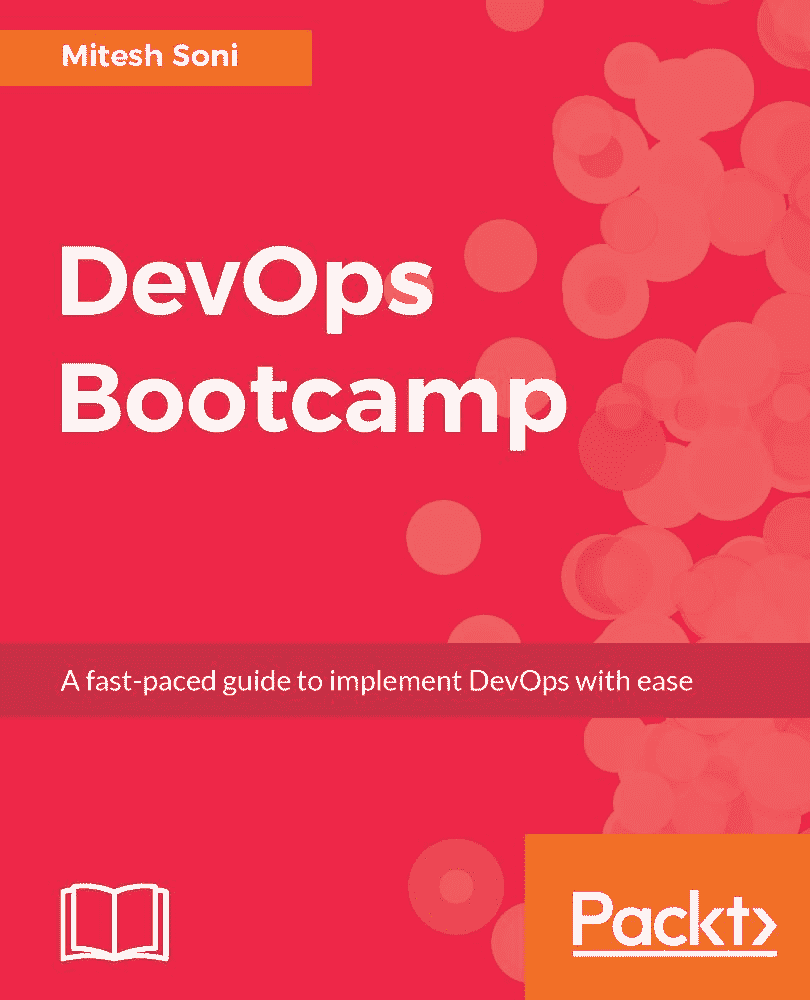 Mitesh Soni
DevOps
Bootcamp
A fast-paced guide to implement DevOps with ease
Packt>